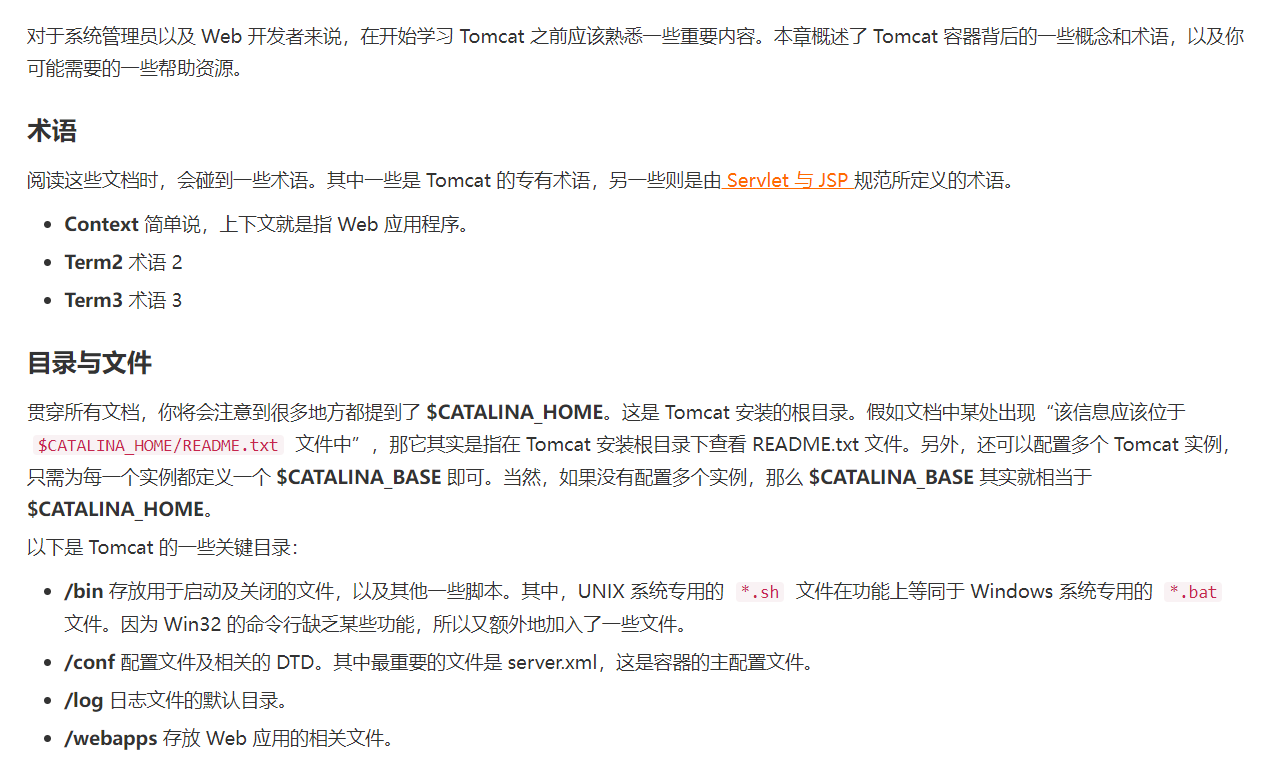 对于系统管理员以及 Web 开发者来说，在开始学习 Tomcat 之前应该熟悉一些重要内容。本章概述了 Tomcat 容器背后的一些概念和术语，以及你
可能需要的一些帮助资源。
术语
阅读这些文档时，会碰到一些术语。其中一些是 Tomcat 的专有术语，另一些则是由 Servlet 与 JSP 规范所定义的术语。
• Context 简单说，上下文就是指 Web 应用程序。
• Term2 术语 2
• Term3 术语 3
目录与文件
贯穿所有文档，你将会注意到很多地方都提到了 $CATALINA_HOME。这是 Tomcat 安装的根目录。假如文档中某处出现“该信息应该位于
$CATALINA_HOME/README.txt 文件中”，那它其实是指在 Tomcat 安装根目录下查看 README.txt 文件。另外，还可以配置多个 Tomcat 实例，
只需为每一个实例都定义一个 $CATALINA_BASE 即可。当然，如果没有配置多个实例，那么 $CATALINA_BASE 其实就相当于
$CATALINA_HOME。
以下是 Tomcat 的一些关键目录：
• /bin 存放用于启动及关闭的文件，以及其他一些脚本。其中，UNIX 系统专用的 *.sh 文件在功能上等同于 Windows 系统专用的 *.bat
文件。因为 Win32 的命令行缺乏某些功能，所以又额外地加入了一些文件。
• /conf 配置文件及相关的 DTD。其中最重要的文件是 server.xml，这是容器的主配置文件。
• /log 日志文件的默认目录。
• /webapps 存放 Web 应用的相关文件。